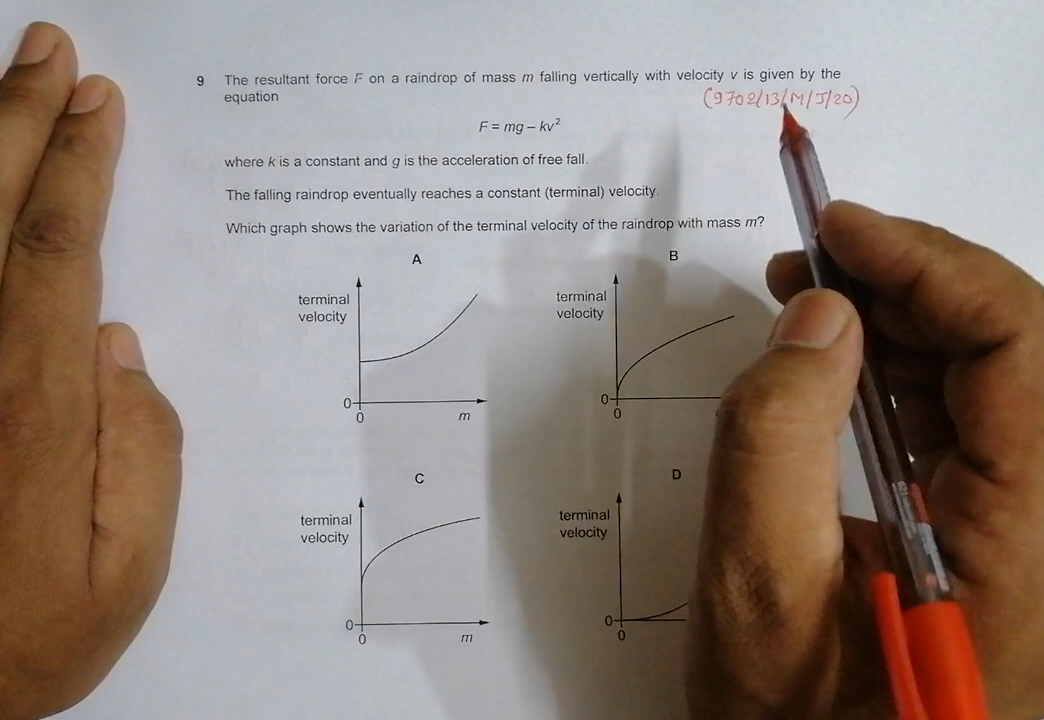 9 The resultant force F on a raindrop of mass m falling vertically with velocity v is given by the
equation
(9702/13/M/J/20)
F = mg – kv²
where k is a constant and g is the acceleration of free fall.
The falling raindrop eventually reaches a constant (terminal) velocity.
Which graph shows the variation of the terminal velocity of the raindrop with mass m?
A
terminal
velocity
0
0
m
B
terminal
velocity
0
0
C
terminal
velocity
0
0
m
D
terminal
velocity
0
0